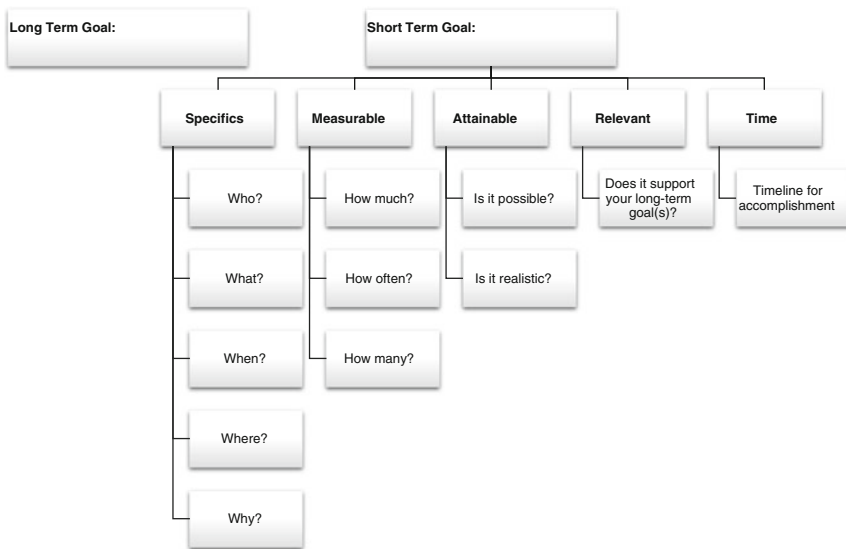 Long Term Goal:
Short Term Goal:
Specifics
Measurable
Attainable
Relevant
Time
Who?
How much?
Is it possible?
Does it support
your long-term
goal(s)?
Timeline for
accomplishment
What?
How often?
Is it realistic?
When?
How many?
Where?
Why?